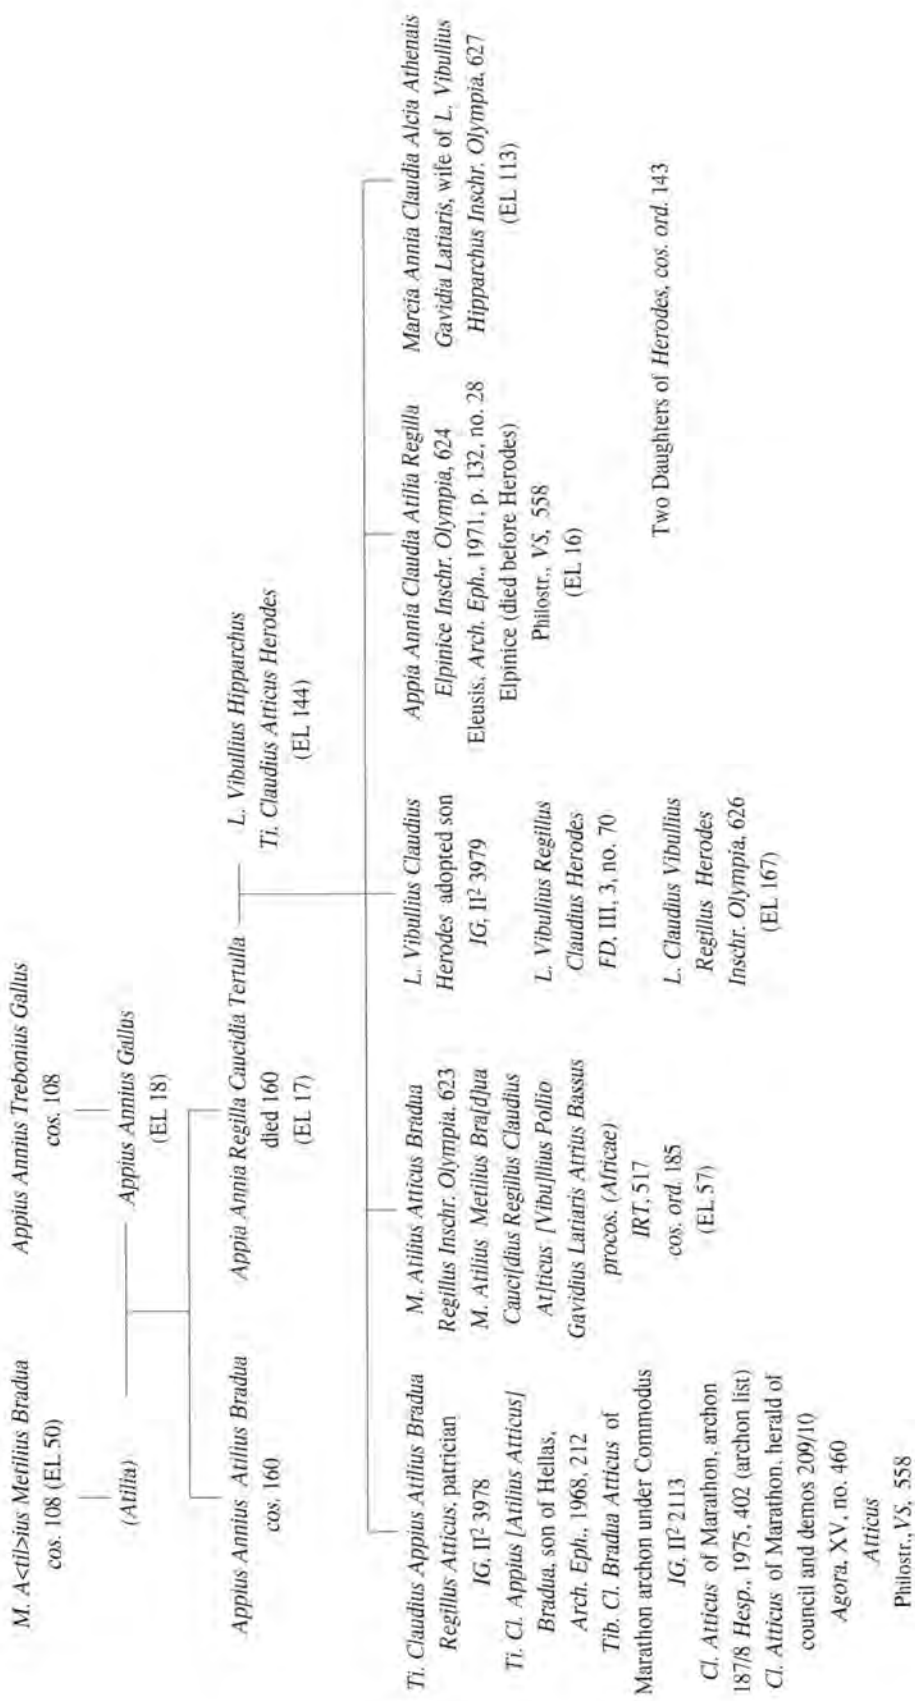 M. A<til>ius Metilius Bradua
cos. 108 (EL 50)
Appius Annius Trebonius Gallus
cos. 108
(Atilia)
Appius Annius Gallus
(EL 18)
Appius Annius Atilius Bradua
cos. 160
Appia Annia Regilla Caucidia Tertulla
died 160
(EL 17)
L. Vibullius Hipparchus
Ti. Claudius Atticus Herodes
(EL 144)
Ti. Claudius Appius Atilius Bradua
Regillus Atticus, patrician
IG, II² 3978
Ti. Cl. Appius [Atilius Atticus]
Bradua, son of Hellas,
Arch. Eph., 1968, 212
Tib. Cl. Bradua Atticus of
Marathon archon under Commodus
IG, II² 2113
Cl. Atticus of Marathon, archon
187/8 Hesp., 1975, 402 (archon list)
Cl. Atticus of Marathon, herald of
council and demos 209/10
Agora, XV, no. 460
Atticus
Philostr., VS, 558
M. Atilius Atticus Bradua
Regillus Inschr. Olympia, 623
M. Atilius Metilius Bra[d]ua
Cauci[dius Regillus Claudius
At]ticus [Vibu]llius Pollio
Gavidius Latiaris Atrius Bassus
procos. (Africae)
IRT, 517
cos. ord. 185
(EL 57)
L. Vibullius Claudius
Herodes adopted son
IG, II² 3979
L. Vibullius Regillus
Claudius Herodes
FD, III, 3, no. 70
L. Claudius Vibullius
Regillus Herodes
Inschr. Olympia, 626
(EL 167)
Appia Annia Claudia Atilia Regilla
Elpinice Inschr. Olympia, 624
Eleusis, Arch. Eph., 1971, p. 132, no. 28
Elpinice (died before Herodes)
Philostr., VS, 558
(EL 16)
Marcia Annia Claudia Alcia Athenais
Gavidia Latiaris, wife of L. Vibullius
Hipparchus Inschr. Olympia, 627
(EL 113)
Two Daughters of Herodes, cos. ord. 143